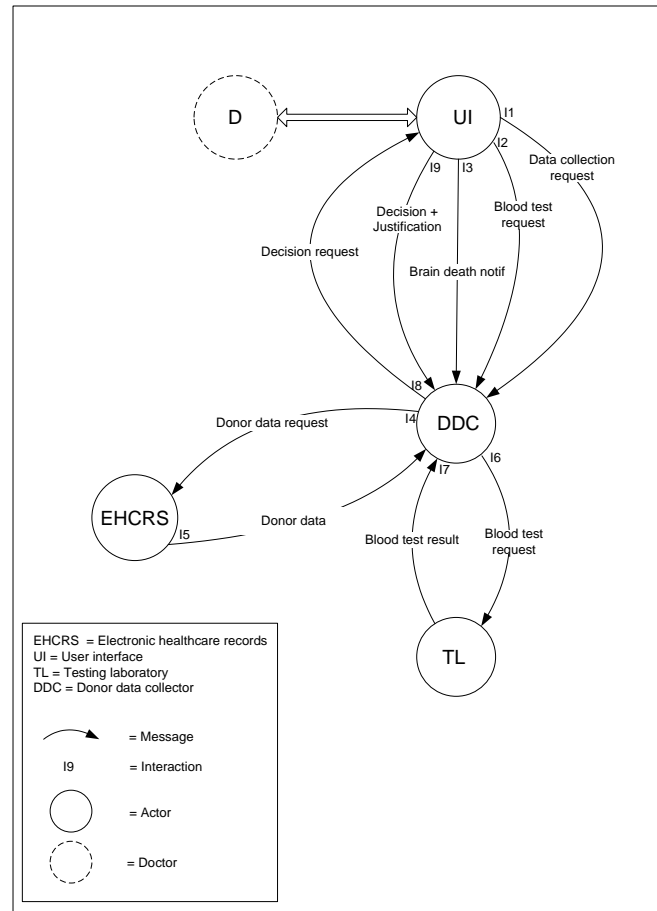 D
UI
I1
I2
I9
I3
Data collection
request
Blood test
request
Decision +
Justification
Decision request
Brain death notif
I8
I4
DDC
I6
I7
Donor data request
EHCRS
I5
Donor data
Blood test result
Blood test
request
TL
EHCRS = Electronic healthcare records
UI = User interface
TL = Testing laboratory
DDC = Donor data collector
= Message
I9 = Interaction
= Actor
= Doctor